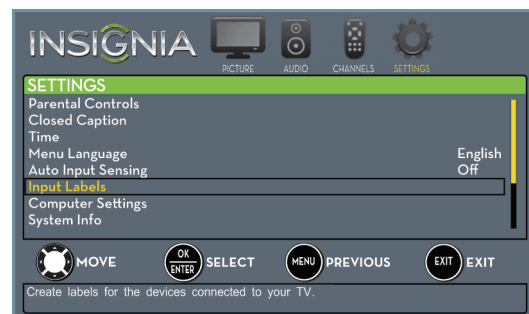 INSIGNIA
PICTURE AUDIO CHANNELS SETTINGS
SETTINGS
Parental Controls
Closed Caption
Time
Menu Language English
Auto Input Sensing Off
Input Labels
Computer Settings
System Info
MOVE OK ENTER SELECT MENU PREVIOUS EXIT EXIT
Create labels for the devices connected to your TV.